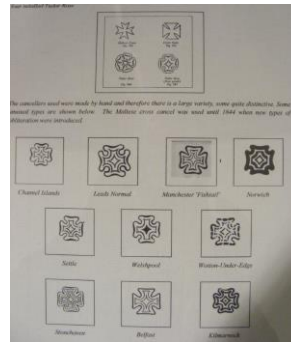 The cancellers used were made by hand and therefore there is a large variety, some quite distinctive. Some
unusual types are shown below. The Maltese cross cancel was used until 1844 when new types of
obliteration were introduced.
Channel Islands
Leeds Normal
Manchester 'Fishtail'
Norwich
Settle
Welshpool
Wotton-Under-Edge
Belfast
Kilmarnock